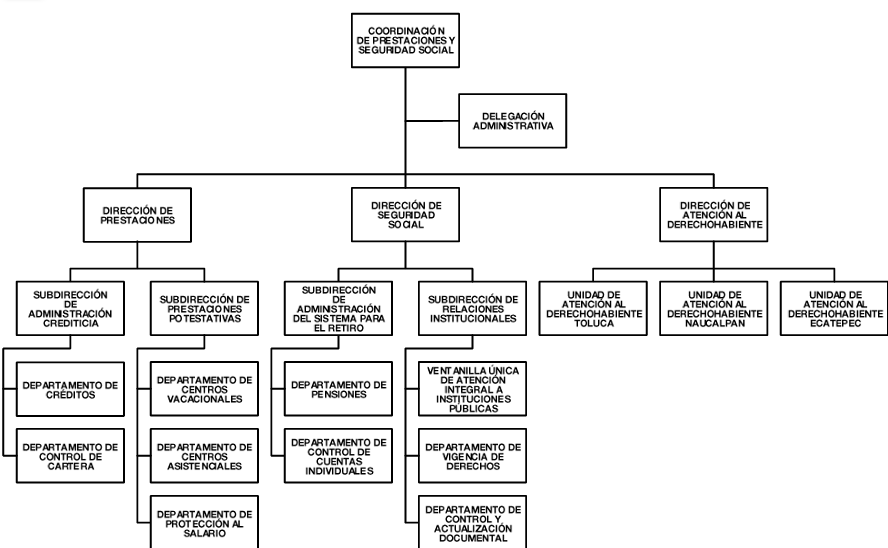 COORDINACIÓN
DE PRESTACIONES Y
SEGURIDAD SOCIAL
DELEGACIÓN
ADMINISTRATIVA
DIRECCIÓN DE
PRESTACIONES
DIRECCIÓN DE
SEGURIDAD
SOCIAL
DIRECCIÓN DE
ATENCIÓN AL
DERECHOHABIENTE
SUBDIRECCIÓN
DE
ADMINISTRACIÓN
CREDITICIA
SUBDIRECCIÓN DE
PRESTACIONES
POTESTATIVAS
SUBDIRECCIÓN
DE
ADMINISTRACIÓN
DEL SISTEMA PARA
EL RETIRO
SUBDIRECCIÓN DE
RELACIONES
INSTITUCIONALES
UNIDAD DE
ATENCIÓN AL
DERECHOHABIENTE
TOLUCA
UNIDAD DE
ATENCIÓN AL
DERECHOHABIENTE
NAUCALPAN
UNIDAD DE
ATENCIÓN AL
DERECHOHABIENTE
ECATEPEC
DEPARTAMENTO DE
CRÉDITOS
DEPARTAMENTO DE
CENTROS
VACACIONALES
DEPARTAMENTO DE
PENSIONES
VENTANILLA ÚNICA
DE ATENCIÓN
INTEGRAL A
INSTITUCIONES
PÚBLICAS
DEPARTAMENTO DE
CONTROL DE
CARTERA
DEPARTAMENTO DE
CENTROS
ASISTENCIALES
DEPARTAMENTO DE
CONTROL DE
CUENTAS
INDIVIDUALES
DEPARTAMENTO DE
VIGENCIA DE
DERECHOS
DEPARTAMENTO DE
PROTECCIÓN AL
SALARIO
DEPARTAMENTO DE
CONTROL Y
ACTUALIZACIÓN
DOCUMENTAL